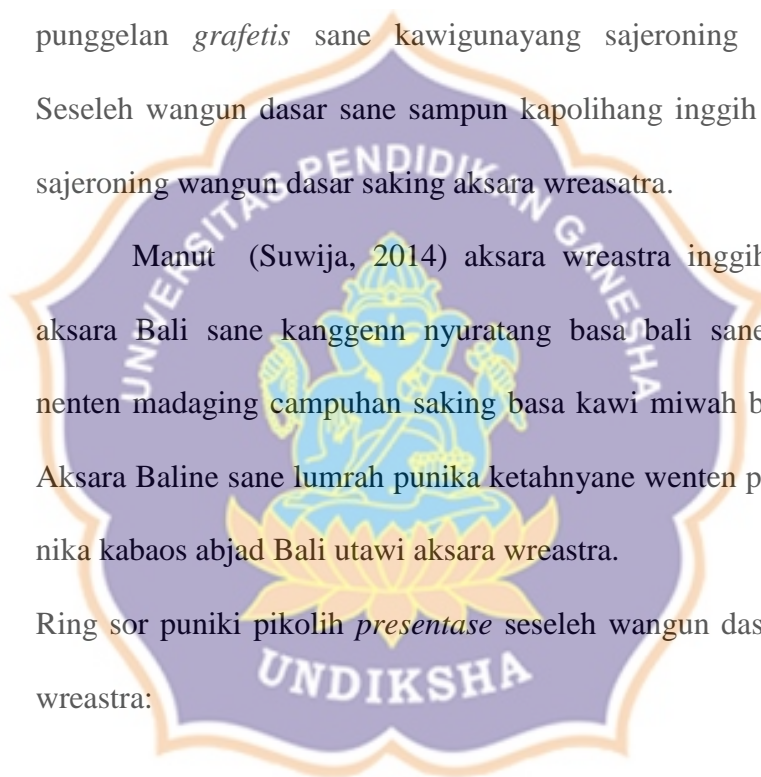 punggelan grafetis sane kawigunayang sajeroning
Seseleh wangun dasar sane sampun kapolihang inggih
sajeroning wangun dasar saking aksara wreasatra.
Manut (Suwija, 2014) aksara wreastra inggih
aksara Bali sane kanggenn nyuratang basa bali sane
nenten madaging campuhan saking basa kawi miwah b
Aksara Baline sane lumrah punika ketahnyane wenten p
nika kabaos abjad Bali utawi aksara wreastra.
Ring sor puniki pikolih presentase seseleh wangun das
wreastra:
UNIVERSITAS PENDIDIKAN GANESHA
UNDIKSHA